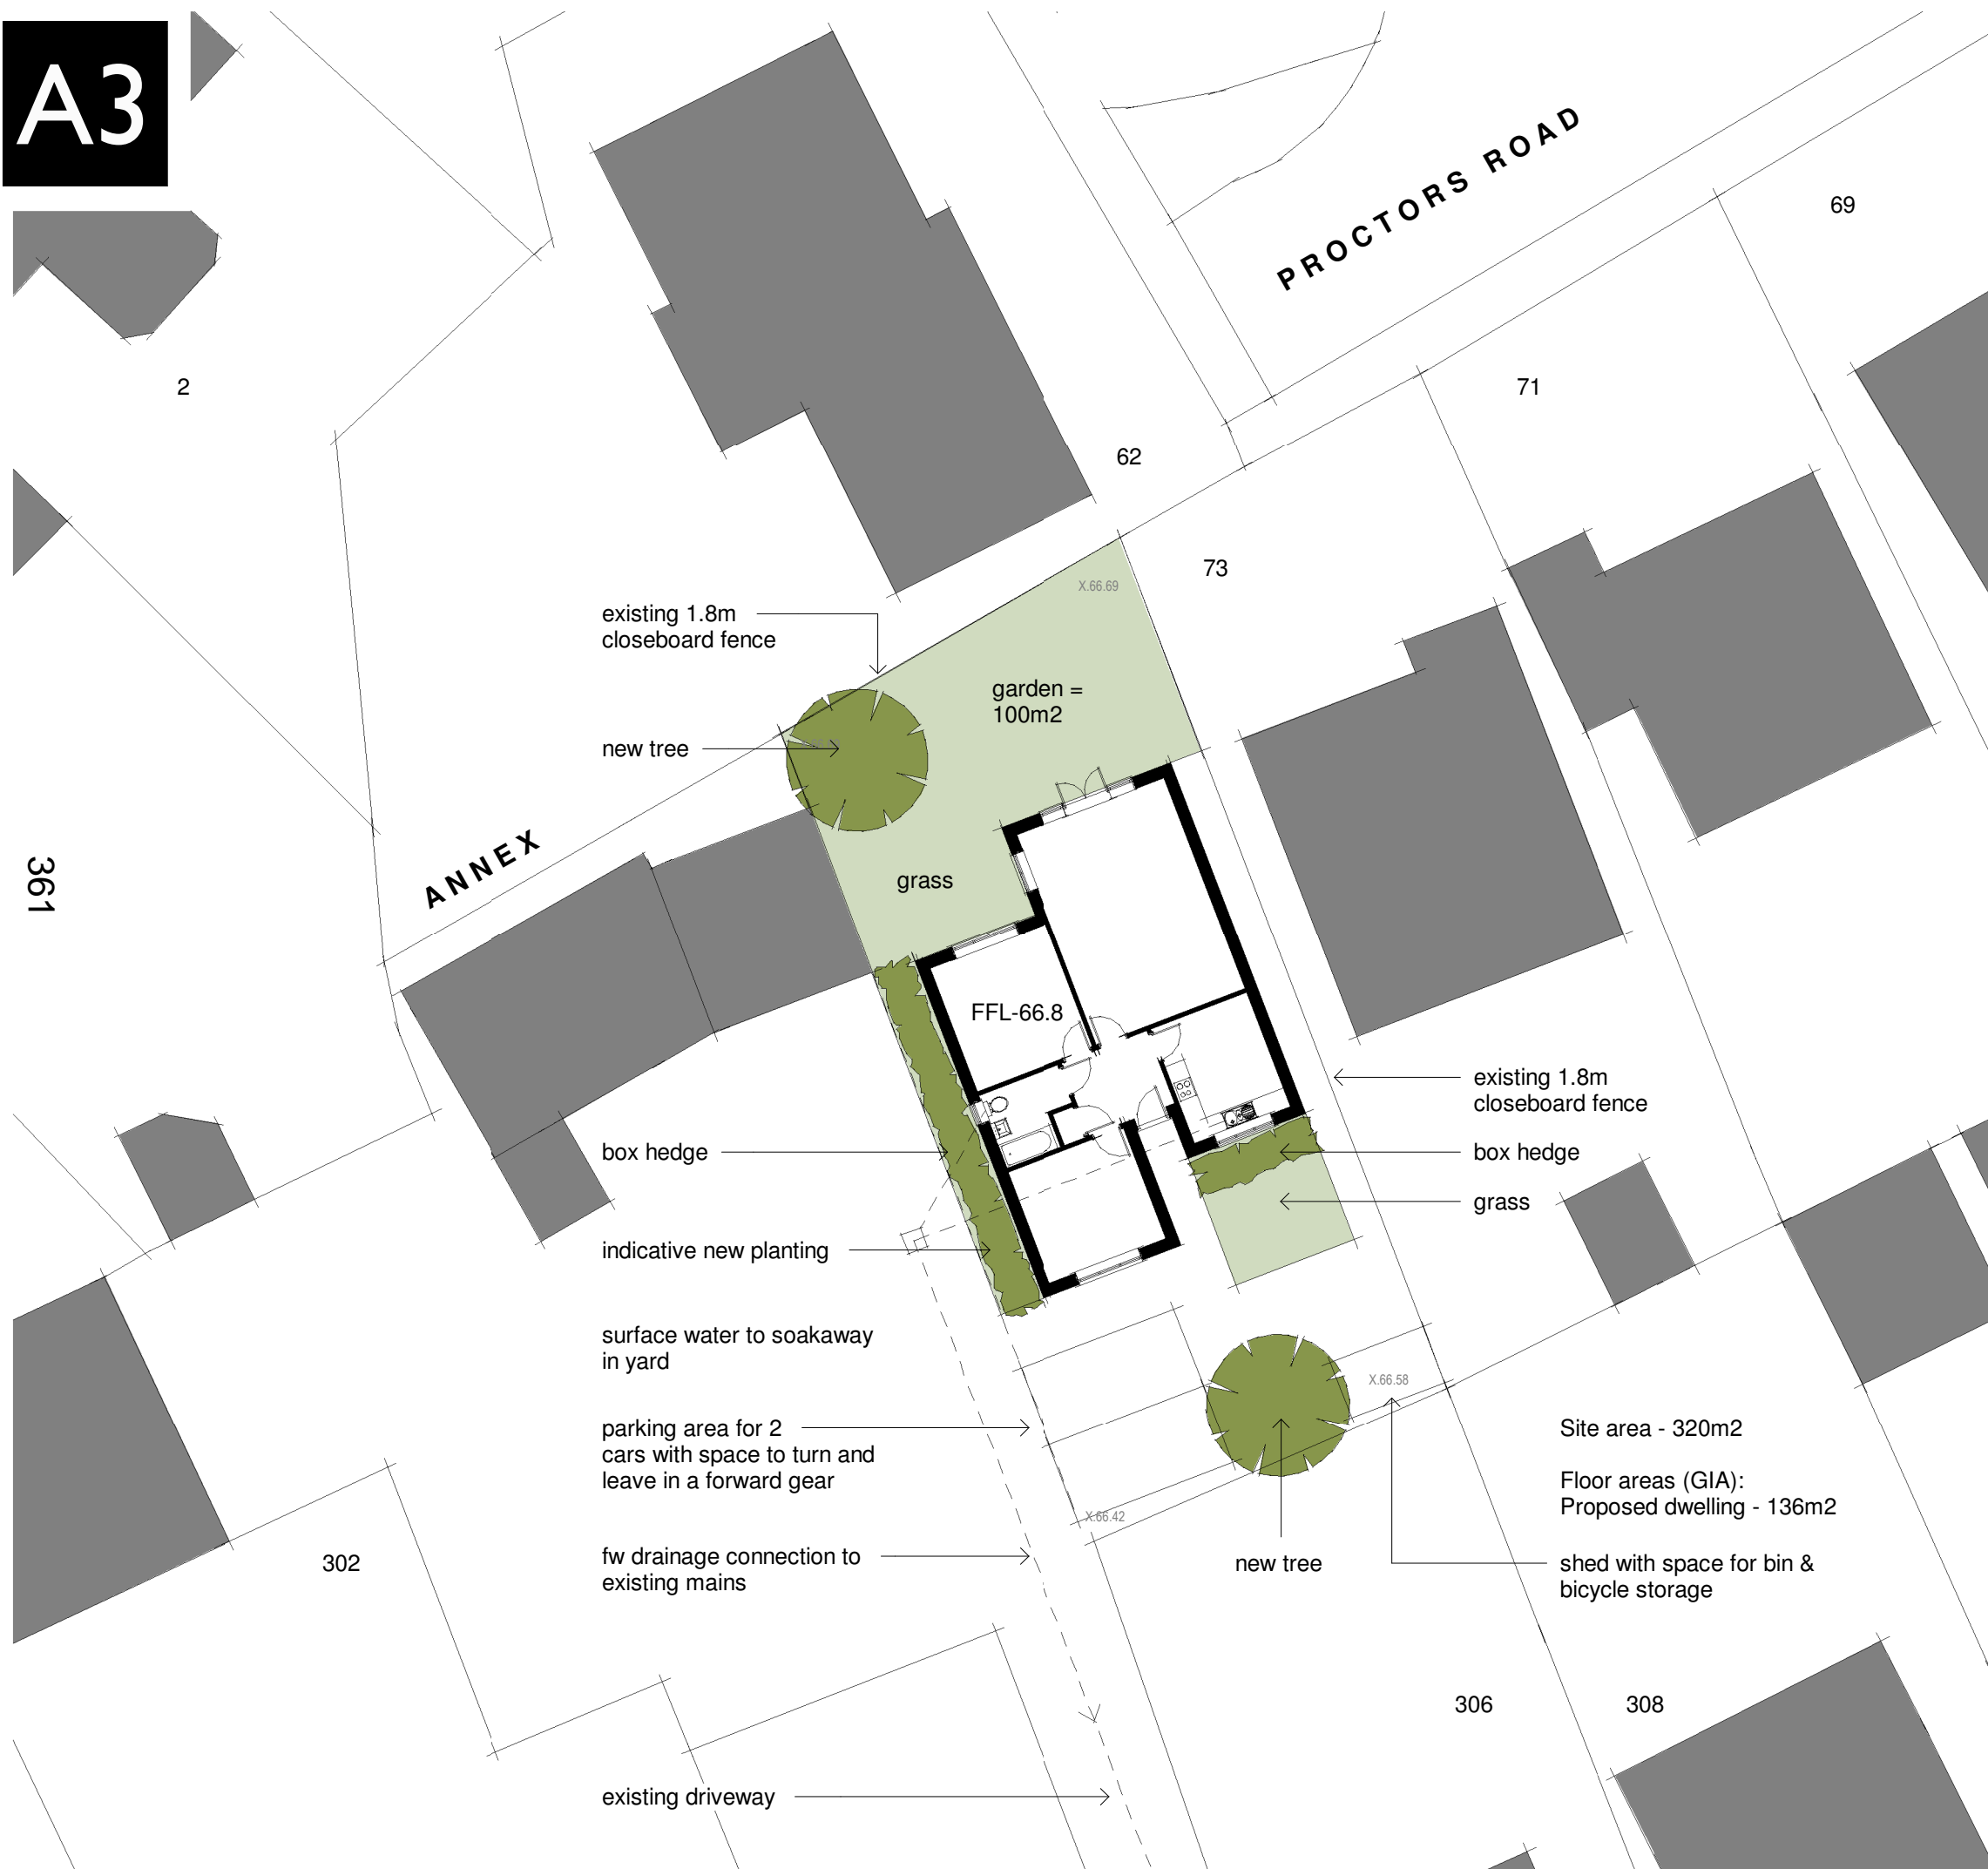 A3
PROCTORS ROAD
69
2
71
62
73
X.66.69
existing 1.8m
closeboard fence
garden =
100m2
new tree
ANNEX
361
grass
FFL-66.8
existing 1.8m
closeboard fence
box hedge
box hedge
grass
indicative new planting
surface water to soakaway
in yard
X.66.58
parking area for 2
cars with space to turn and
leave in a forward gear
Site area - 320m2
Floor areas (GIA):
Proposed dwelling - 136m2
X.66.42
302
fw drainage connection to
existing mains
new tree
shed with space for bin &
bicycle storage
306
308
existing driveway